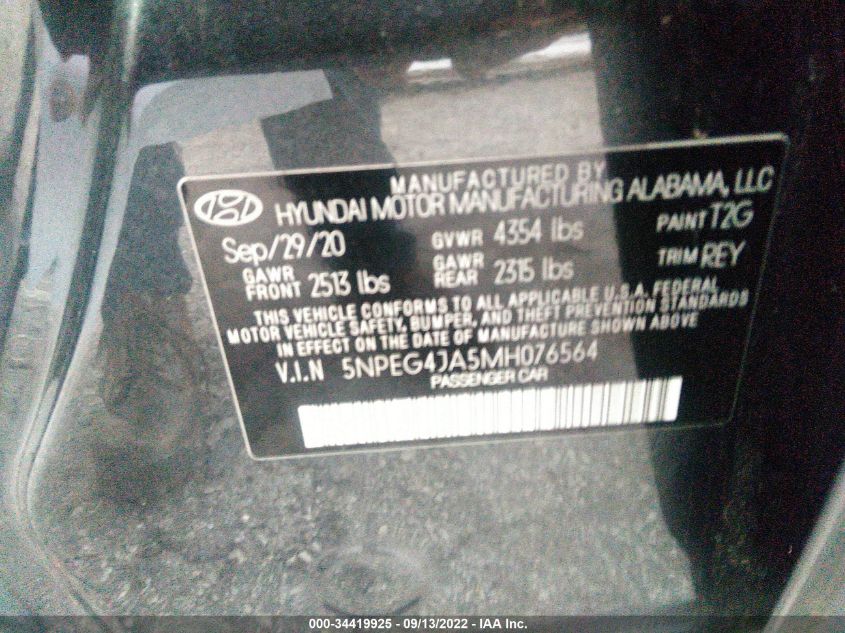 MANUFACTURED BY
HYUNDAI MOTOR MANUFACTURING ALABAMA, LLC
Sep/29/20 GVWR 4354 lbs PAINT T2G
GAWR FRONT 2513 lbs GAWR REAR 2315 lbs TRIM REY
THIS VEHICLE CONFORMS TO ALL APPLICABLE U.S.A. FEDERAL
MOTOR VEHICLE SAFETY, BUMPER, AND THEFT PREVENTION STANDARDS
IN EFFECT ON THE DATE OF MANUFACTURE SHOWN ABOVE
V.I.N 5NPEG4JA5MH076564
PASSENGER CAR
000-34419925 - 09/13/2022 - IAA Inc.